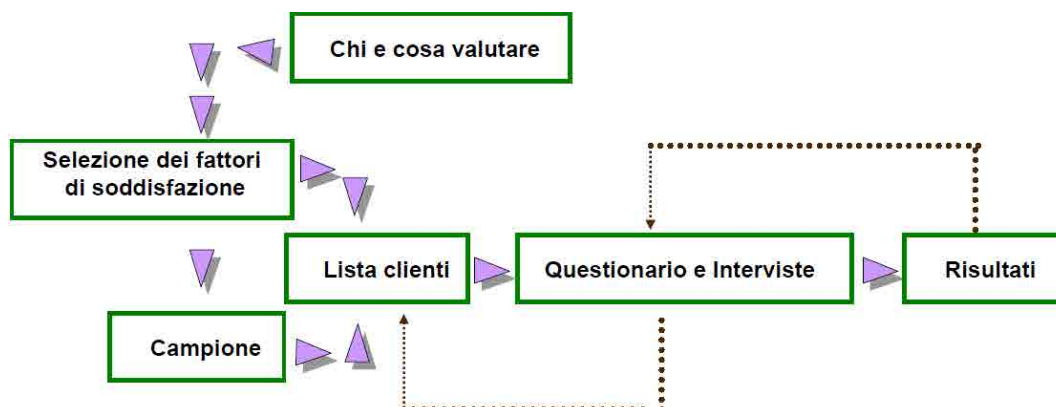 Chi e cosa valutare
Selezione dei fattori
di soddisfazione
Lista clienti
Questionario e Interviste
Risultati
Campione